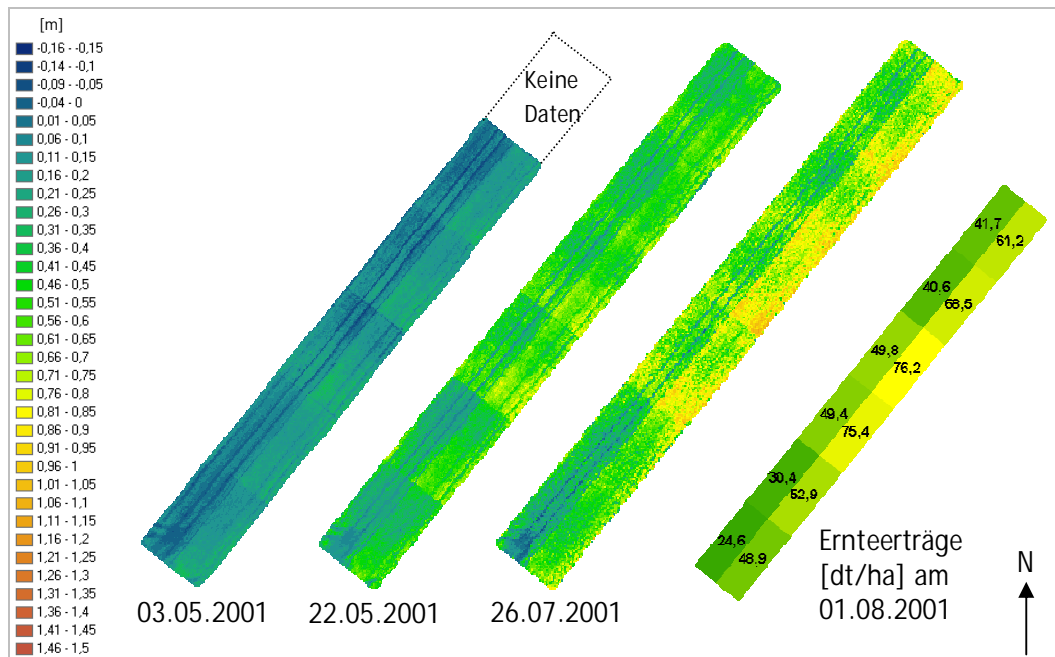 [m]
-0,16 - -0,15
-0,14 - -0,1
-0,09 - -0,05
-0,04 - 0
0,01 - 0,05
0,06 - 0,1
0,11 - 0,15
0,16 - 0,2
0,21 - 0,25
0,26 - 0,3
0,31 - 0,35
0,36 - 0,4
0,41 - 0,45
0,46 - 0,5
0,51 - 0,55
0,56 - 0,6
0,61 - 0,65
0,66 - 0,7
0,71 - 0,75
0,76 - 0,8
0,81 - 0,85
0,86 - 0,9
0,91 - 0,95
0,96 - 1
1,01 - 1,05
1,06 - 1,1
1,11 - 1,15
1,16 - 1,2
1,21 - 1,25
1,26 - 1,3
1,31 - 1,35
1,36 - 1,4
1,41 - 1,45
1,46 - 1,5
Keine
Daten
03.05.2001
22.05.2001
26.07.2001
41,7
61,2
40.6
68,5
49,8
76,2
49,4
75,4
30,4
52,9
24,6
48,9
Ernteerträge
[dt/ha] am
01.08.2001
N